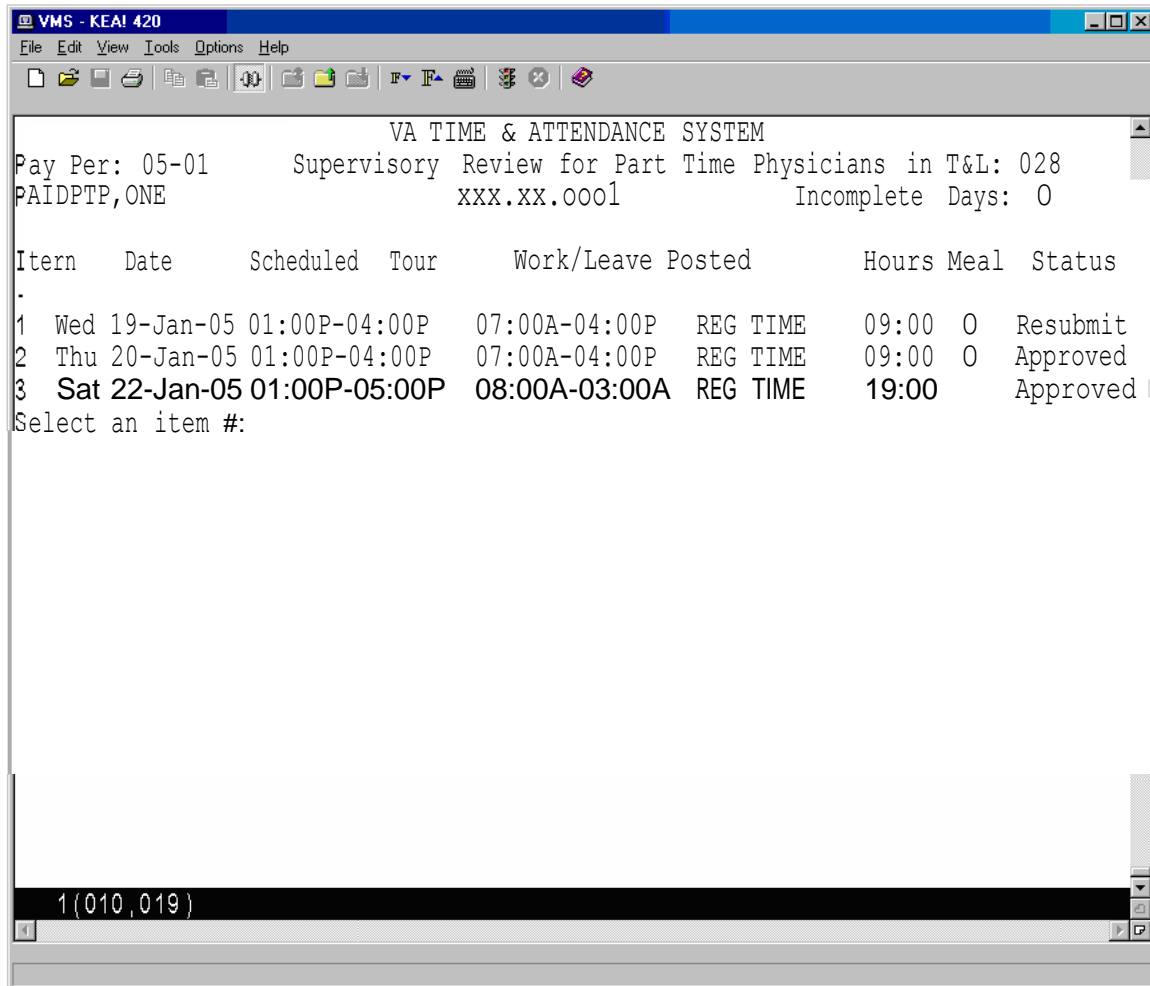 VMS - KEA! 420
File Edit View Tools Options Help
VA TIME & ATTENDANCE SYSTEM
Pay Per: 05-01 Supervisory Review for Part Time Physicians in T&L: 028
PAIDPTP,ONE xxx.xx.ooo1 Incomplete Days: O
Itern Date Scheduled Tour Work/Leave Posted Hours Meal Status
-
1 Wed 19-Jan-05 01:00P-04:00P 07:00A-04:00P REG TIME 09:00 O Resubmit
2 Thu 20-Jan-05 01:00P-04:00P 07:00A-04:00P REG TIME 09:00 O Approved
3 Sat 22-Jan-05 01:00P-05:00P 08:00A-03:00A REG TIME 19:00 Approved
Select an item #:
1(010,019)